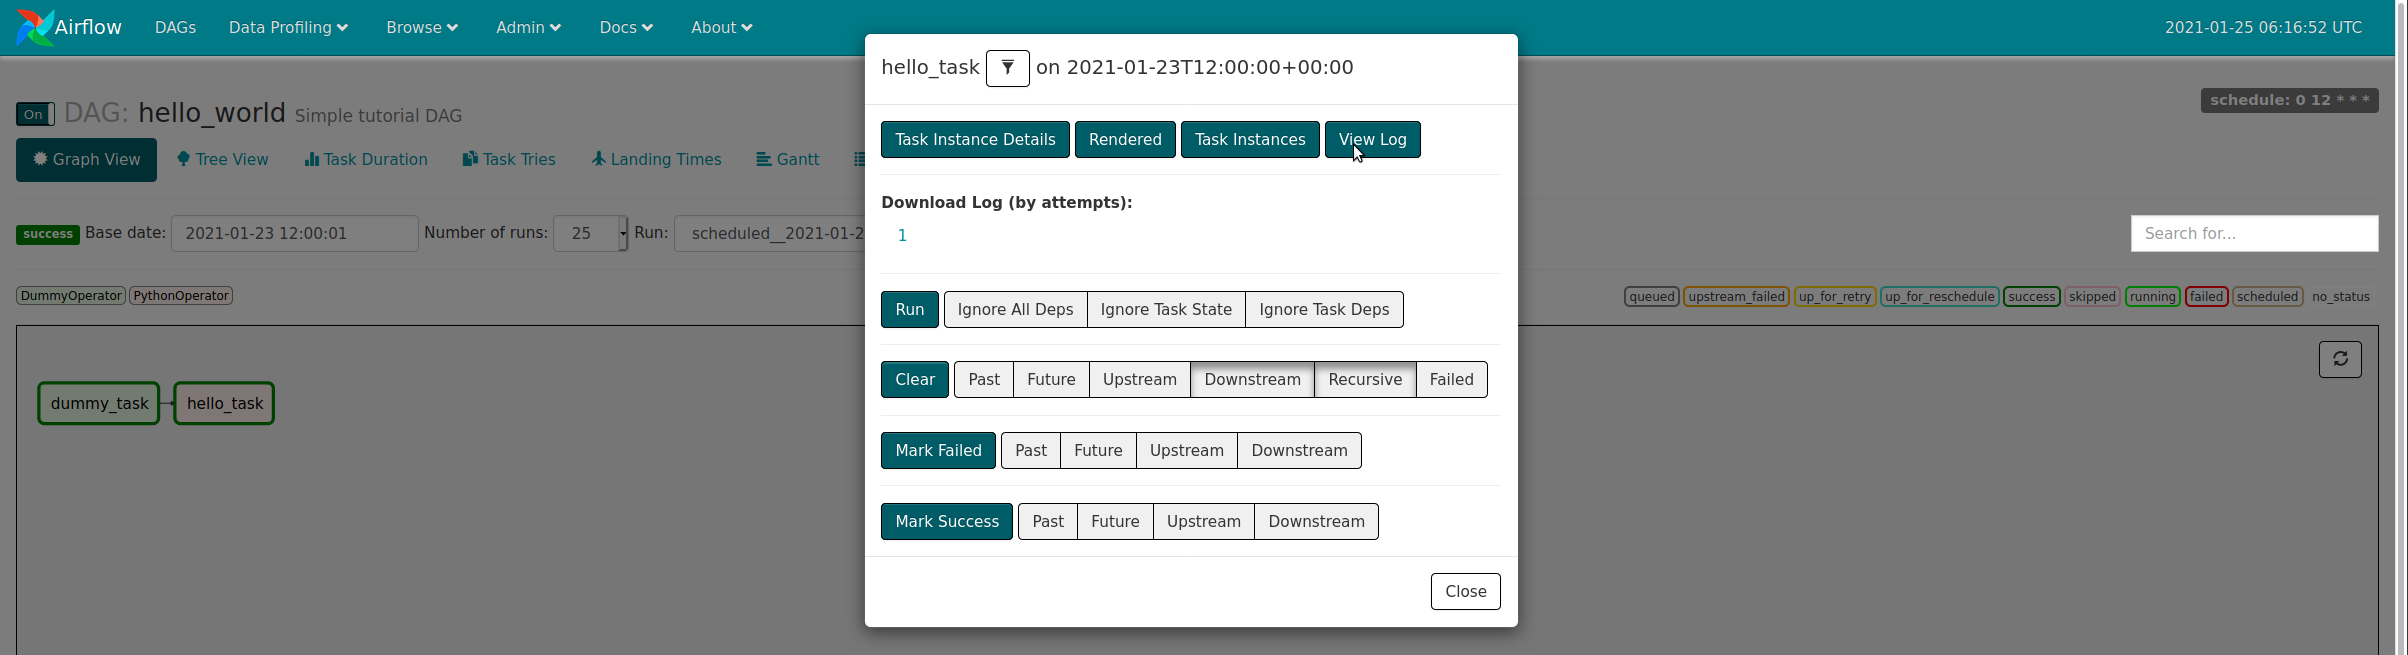 Airflow DAGs Data Profiling Browse Admin Docs About 2021-01-25 06:16:52 UTC
hello_task on 2021-01-23T12:00:00+00:00
On DAG: hello_world Simple tutorial DAG schedule: 0 12 * * *
Task Instance Details Rendered Task Instances View Log
Graph View Tree View Task Duration Task Tries Landing Times Gantt
Download Log (by attempts):
1
success Base date: 2021-01-23 12:00:01 Number of runs: 25 Run: scheduled__2021-01-2 Search for...
DummyOperator PythonOperator queued upstream_failed up_for_retry up_for_reschedule success skipped running failed scheduled no_status
Run Ignore All Deps Ignore Task State Ignore Task Deps
Clear Past Future Upstream Downstream Recursive Failed
dummy_task hello_task
Mark Failed Past Future Upstream Downstream
Mark Success Past Future Upstream Downstream
Close